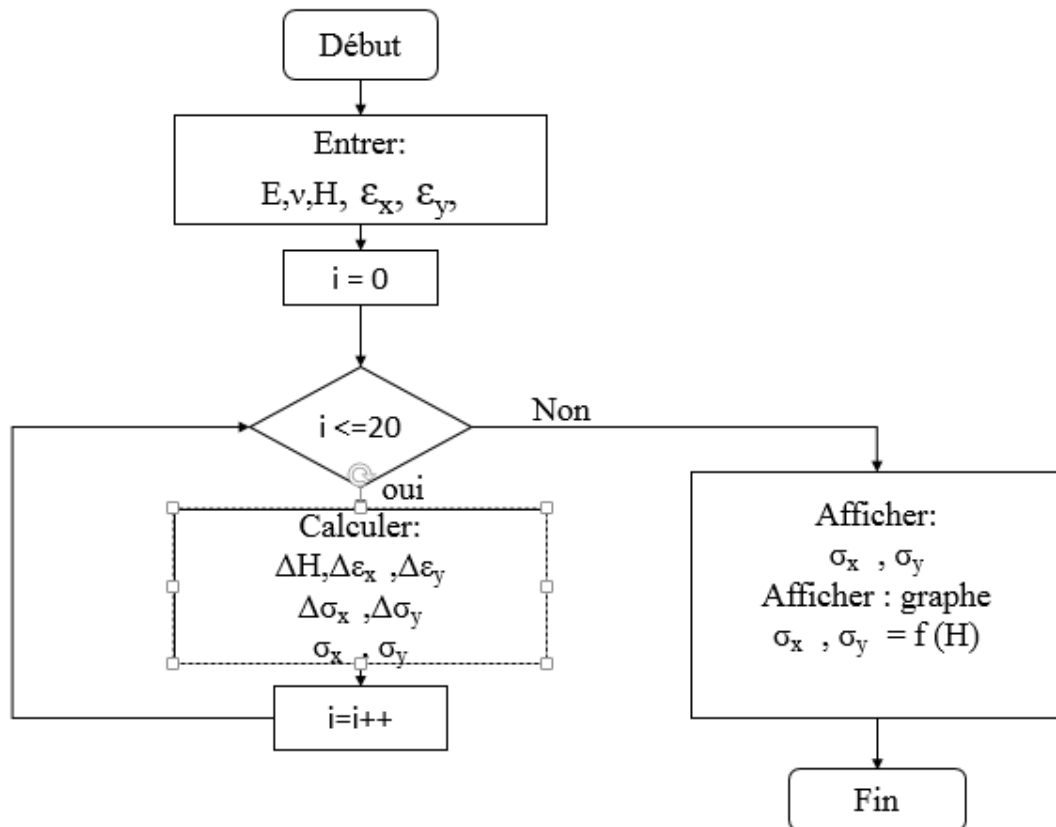 Début
Entrer:
E,ν,H, εx, εy,
i = 0
i <=20
Non
oui
Calculer:
ΔH,Δεx ,Δεy
Δσx ,Δσy
σx , σy
i=i++
Afficher:
σx , σy
Afficher : graphe
σx , σy = f (H)
Fin